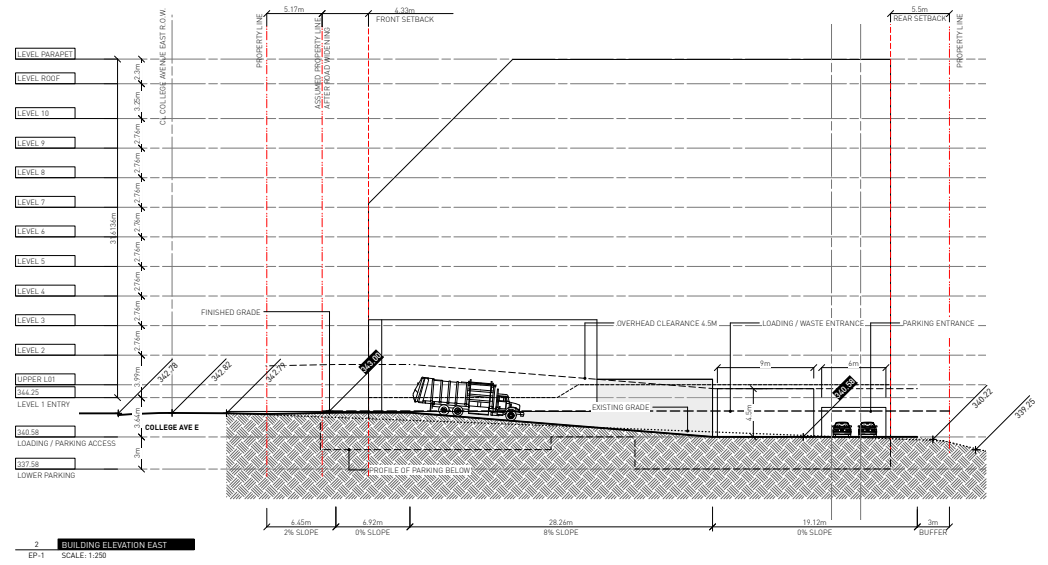 5.17m
4.33m
FRONT SETBACK
5.5m
REAR SETBACK
CL COLLEGE AVENUE EAST R.O.W.
PROPERTY LINE
ASSUMED PROPERTY LINE
AFTER ROAD WIDENING
PROPERTY LINE
LEVEL PARAPET
2.3m
LEVEL ROOF
3.25m
LEVEL 10
2.76m
LEVEL 9
2.76m
LEVEL 8
2.76m
LEVEL 7
2.76m
LEVEL 6
2.76m
LEVEL 5
2.76m
LEVEL 4
2.76m
LEVEL 3
2.76m
LEVEL 2
3.99m
UPPER L01
344.25
LEVEL 1 ENTRY
3.64m
340.58
LOADING / PARKING ACCESS
3m
337.58
LOWER PARKING
FINISHED GRADE
342.78
342.82
342.79
343.00
OVERHEAD CLEARANCE 4.5M
LOADING / WASTE ENTRANCE
PARKING ENTRANCE
9m
6m
4.5m
340.58
340.22
339.25
EXISTING GRADE
COLLEGE AVE E
PROFILE OF PARKING BELOW
6.45m
2% SLOPE
6.92m
0% SLOPE
28.26m
8% SLOPE
19.12m
0% SLOPE
3m
BUFFER
2 BUILDING ELEVATION EAST
EP-1 SCALE: 1:250